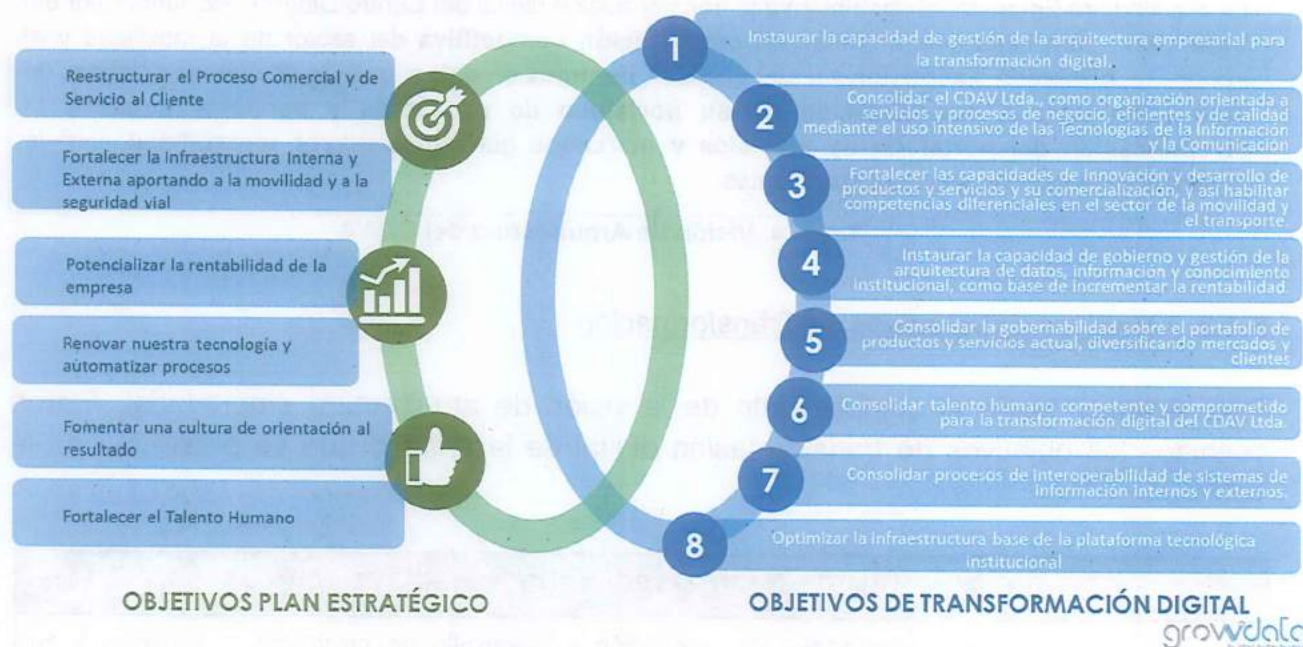 Reestructurar el Proceso Comercial y de
Servicio al Cliente
Fortalecer la Infraestructura Interna y
Externa aportando a la movilidad y a la
seguridad vial
Potencializar la rentabilidad de la
empresa
Renovar nuestra tecnología y
automatizar procesos
Fomentar una cultura de orientación al
resultado
Fortalecer el Talento Humano
OBJETIVOS PLAN ESTRATÉGICO
1
Instaurar la capacidad de gestión de la arquitectura empresarial para
la transformación digital.
2
Consolidar el CDAV Ltda., como organización orientada a
servicios y procesos de negocio, eficientes y de calidad
mediante el uso intensivo de las Tecnologías de la Información
y la Comunicación
3
Fortalecer las capacidades de innovación y desarrollo de
productos y servicios y su comercialización, y así habilitar
competencias diferenciales en el sector de la movilidad y
el transporte.
4
Instaurar la capacidad de gobierno y gestión de la
arquitectura de datos, información y conocimiento
institucional, como base de incrementar la rentabilidad.
5
Consolidar la gobernabilidad sobre el portafolio de
productos y servicios actual, diversificando mercados y
clientes
6
Consolidar talento humano competente y comprometido
para la transformación digital del CDAV Ltda.
7
Consolidar procesos de interoperabilidad de sistemas de
información internos y externos.
8
Optimizar la infraestructura base de la plataforma tecnológica
institucional
OBJETIVOS DE TRANSFORMACIÓN DIGITAL
growdata